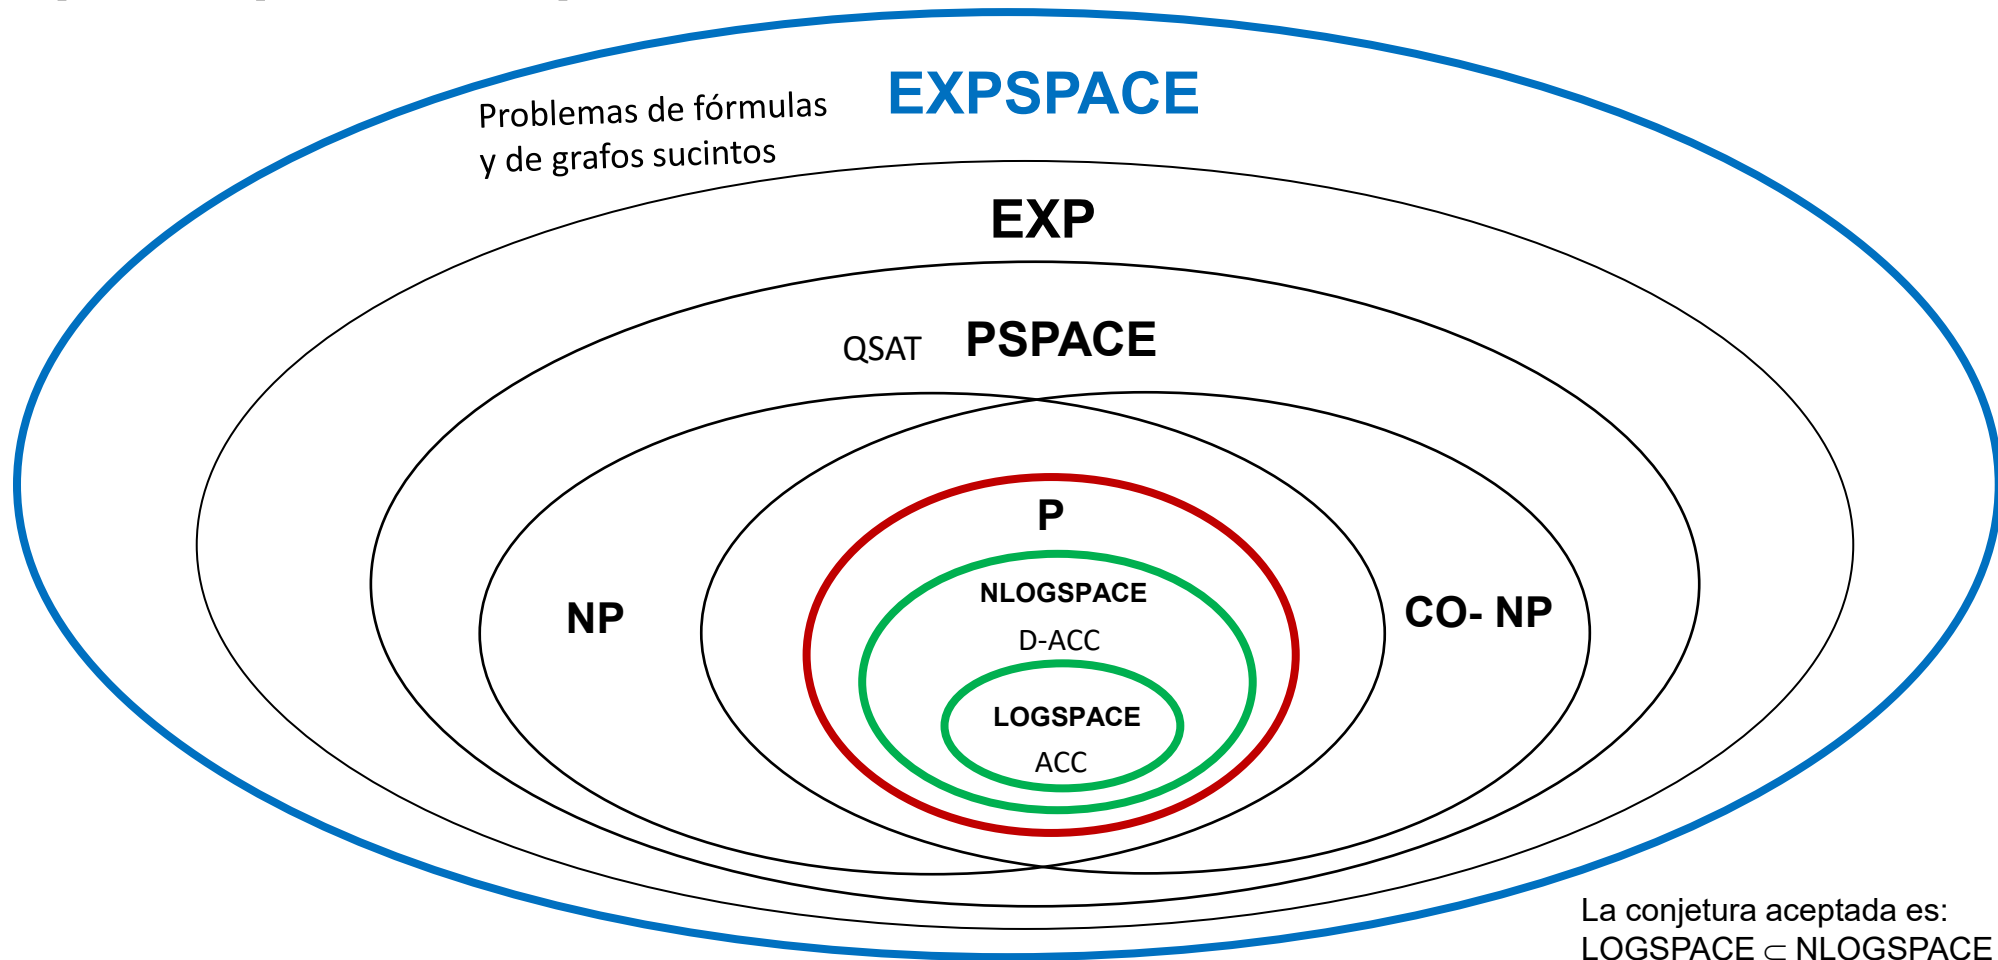 EXPSPACE
Problemas de fórmulas
y de grafos sucintos
EXP
QSAT PSPACE
P
NLOGSPACE
NP
CO- NP
D-ACC
LOGSPACE
ACC
La conjetura aceptada es:
LOGSPACE ⊂ NLOGSPACE